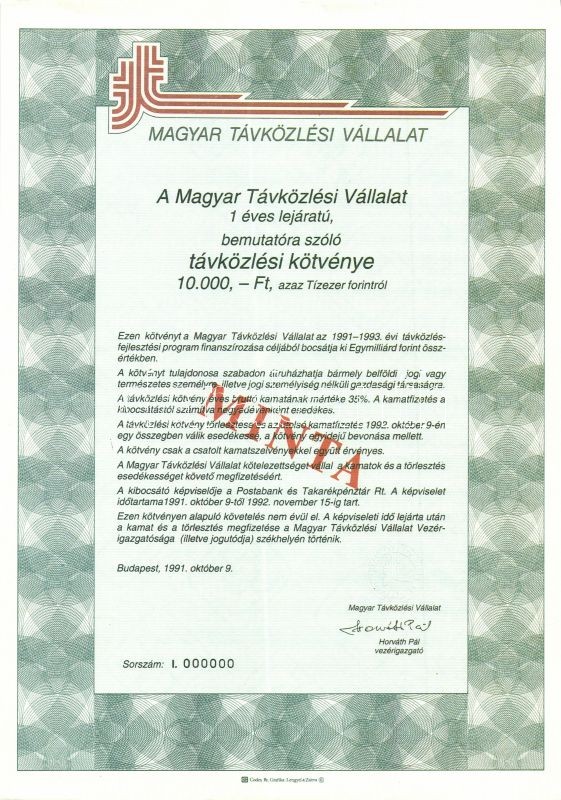 MAGYAR TÁVKÖZLÉSI VÁLLALAT
A Magyar Távközlési Vállalat
1 éves lejáratú,
bemutatóra szóló
távközlési kötvénye
10.000, – Ft, azaz Tízezer forintról
Ezen kötvényt a Magyar Távközlési Vállalat az 1991–1993. évi távközlés-
fejlesztési program finanszírozása céljából bocsátja ki Egymilliárd forint össz-
értékben.
A kötvényt tulajdonosa szabadon átruházhatja bármely belföldi jogi vagy
természetes személyre, illetve jogi személyiség nélküli gazdasági társaságra.
A távközlési kötvény éves bruttó kamatának mértéke 35%. A kamatfizetés a
kibocsátástól számítva negyedévenként esedékes.
A távközlési kötvény törlesztése és az utolsó kamatfizetés 1992. október 9-én
egy összegben válik esedékessé, a kötvény egyidejű bevonása mellett.
A kötvény csak a csatolt kamatszelvényekkel együtt érvényes.
A Magyar Távközlési Vállalat kötelezettséget vállal a kamatok és a törlesztés
esedékességet követő megfizetéséért.
A kibocsátó képviselője a Postabank és Takarékpénztár Rt. A képviselet
időtartama 1991. október 9-től 1992. november 15-ig tart.
Ezen kötvényen alapuló követelés nem évül el. A képviseleti idő lejárta után
a kamat és a törlesztés megfizetése a Magyar Távközlési Vállalat Vezér-
igazgatósága (illetve jogutódja) székhelyén történik.
MINTA
Budapest, 1991. október 9.
Magyar Távközlési Vállalat
Horváth Pál
Horváth Pál
vezérigazgató
Sorszám: I. 000000